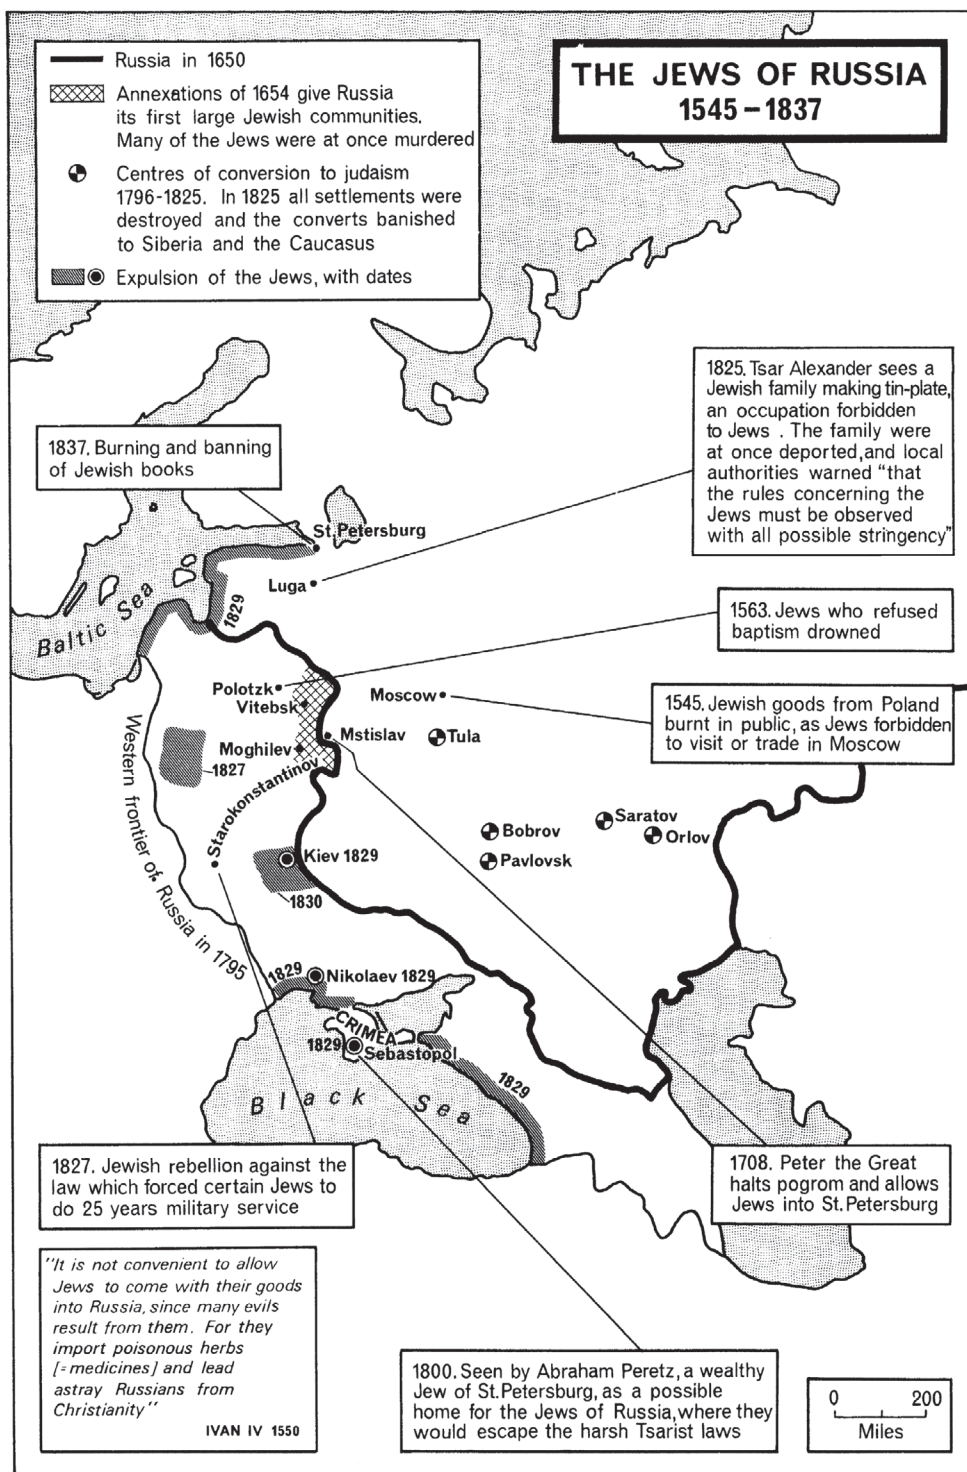 THE JEWS OF RUSSIA
1545–1837
Russia in 1650
Annexations of 1654 give Russia
its first large Jewish communities.
Many of the Jews were at once murdered
Centres of conversion to judaism
1796-1825. In 1825 all settlements were
destroyed and the converts banished
to Siberia and the Caucasus
Expulsion of the Jews, with dates
1825. Tsar Alexander sees a
Jewish family making tin-plate,
an occupation forbidden
to Jews . The family were
at once deported, and local
authorities warned "that
the rules concerning the
Jews must be observed
with all possible stringency"
1837. Burning and banning
of Jewish books
St. Petersburg
Luga
1829
Baltic Sea
1563. Jews who refused
baptism drowned
Polotzk
Vitebsk
Moscow
1545. Jewish goods from Poland
burnt in public, as Jews forbidden
to visit or trade in Moscow
Mstislav
Tula
Moghilev
1827
Starokonstantinov
Western frontier of Russia in 1795
Saratov
Bobrov
Orlov
Pavlovsk
Kiev 1829
1830
1829
Nikolaev 1829
CRIMEA
1829
Sebastopol
1829
Black Sea
1827. Jewish rebellion against the
law which forced certain Jews to
do 25 years military service
1708. Peter the Great
halts pogrom and allows
Jews into St. Petersburg
"It is not convenient to allow
Jews to come with their goods
into Russia, since many evils
result from them. For they
import poisonous herbs
[=medicines] and lead
astray Russians from
Christianity"
IVAN IV 1550
1800. Seen by Abraham Peretz, a wealthy
Jew of St. Petersburg, as a possible
home for the Jews of Russia, where they
would escape the harsh Tsarist laws
0 200
Miles